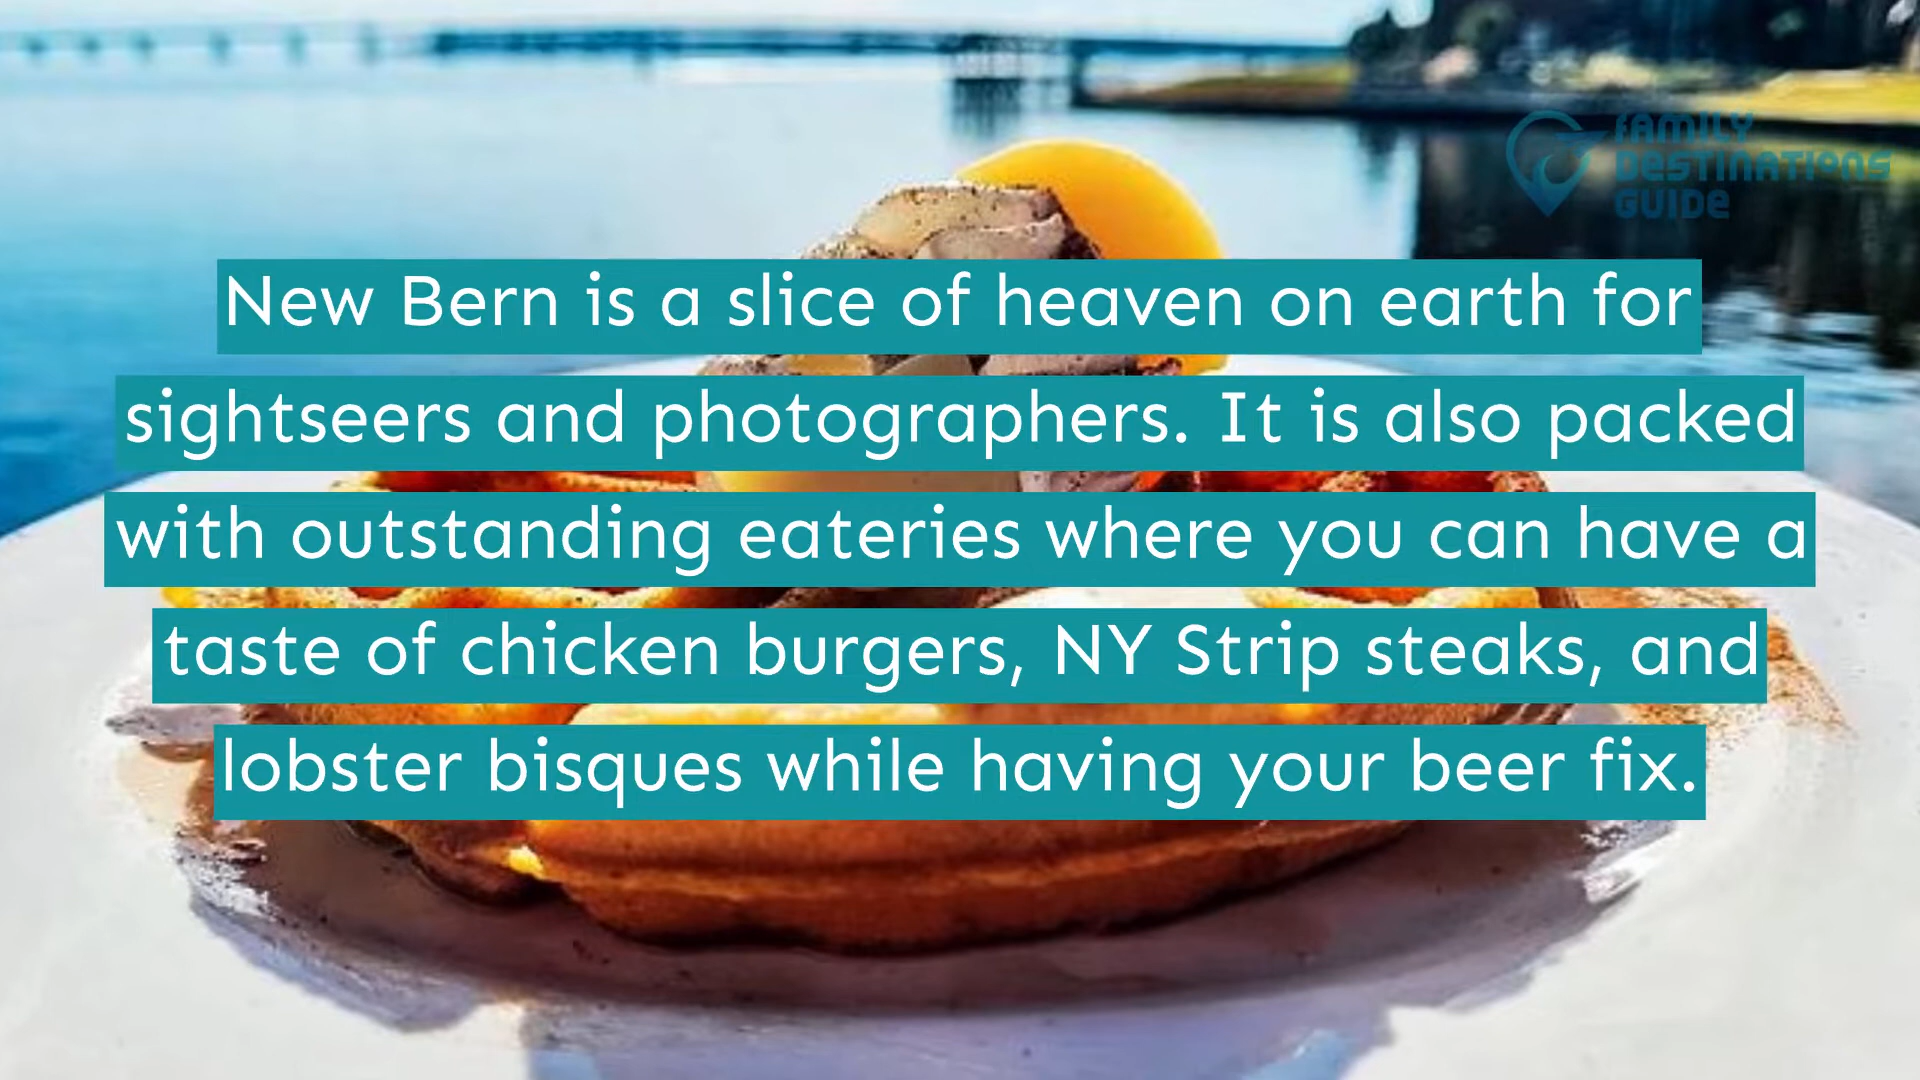 FAMILY
DESTINATIONS
GUIDE
New Bern is a slice of heaven on earth for
sightseers and photographers. It is also packed
with outstanding eateries where you can have a
taste of chicken burgers, NY Strip steaks, and
lobster bisques while having your beer fix.